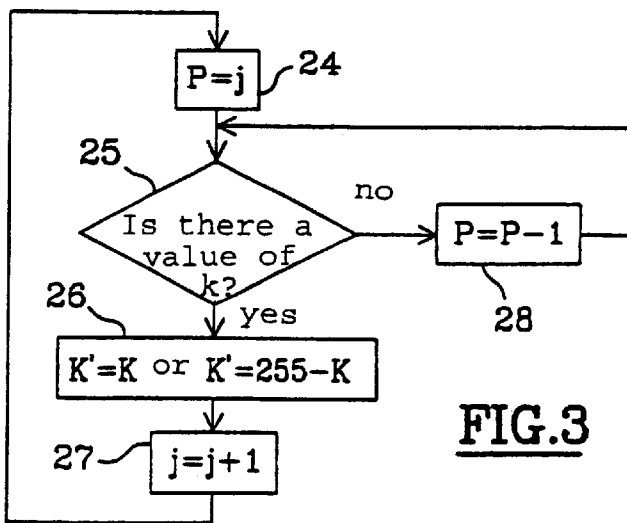 P=j
24
25
Is there a
value of
k?
no
P=P-1
28
yes
26
K'=K or K'=255-K
27
j=j+1
FIG.3